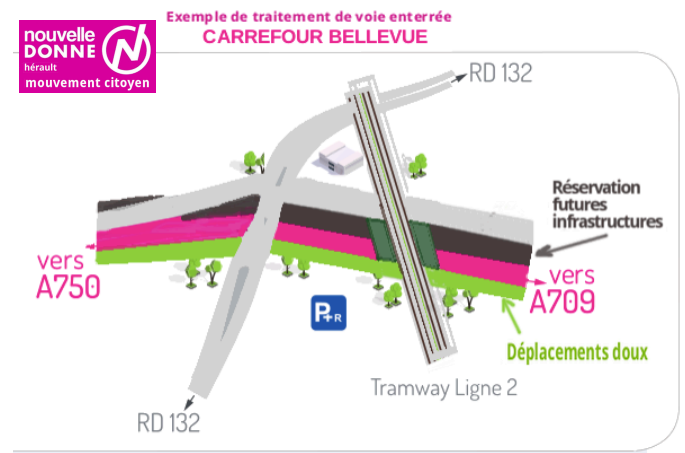 nouvelle
DONNE
hérault
mouvement citoyen
Exemple de traitement de voie enterrée
CARREFOUR BELLEVUE
RD 132
Réservation
futures
infrastructures
vers
A750
vers
A709
P+R
Déplacements doux
Tramway Ligne 2
RD 132